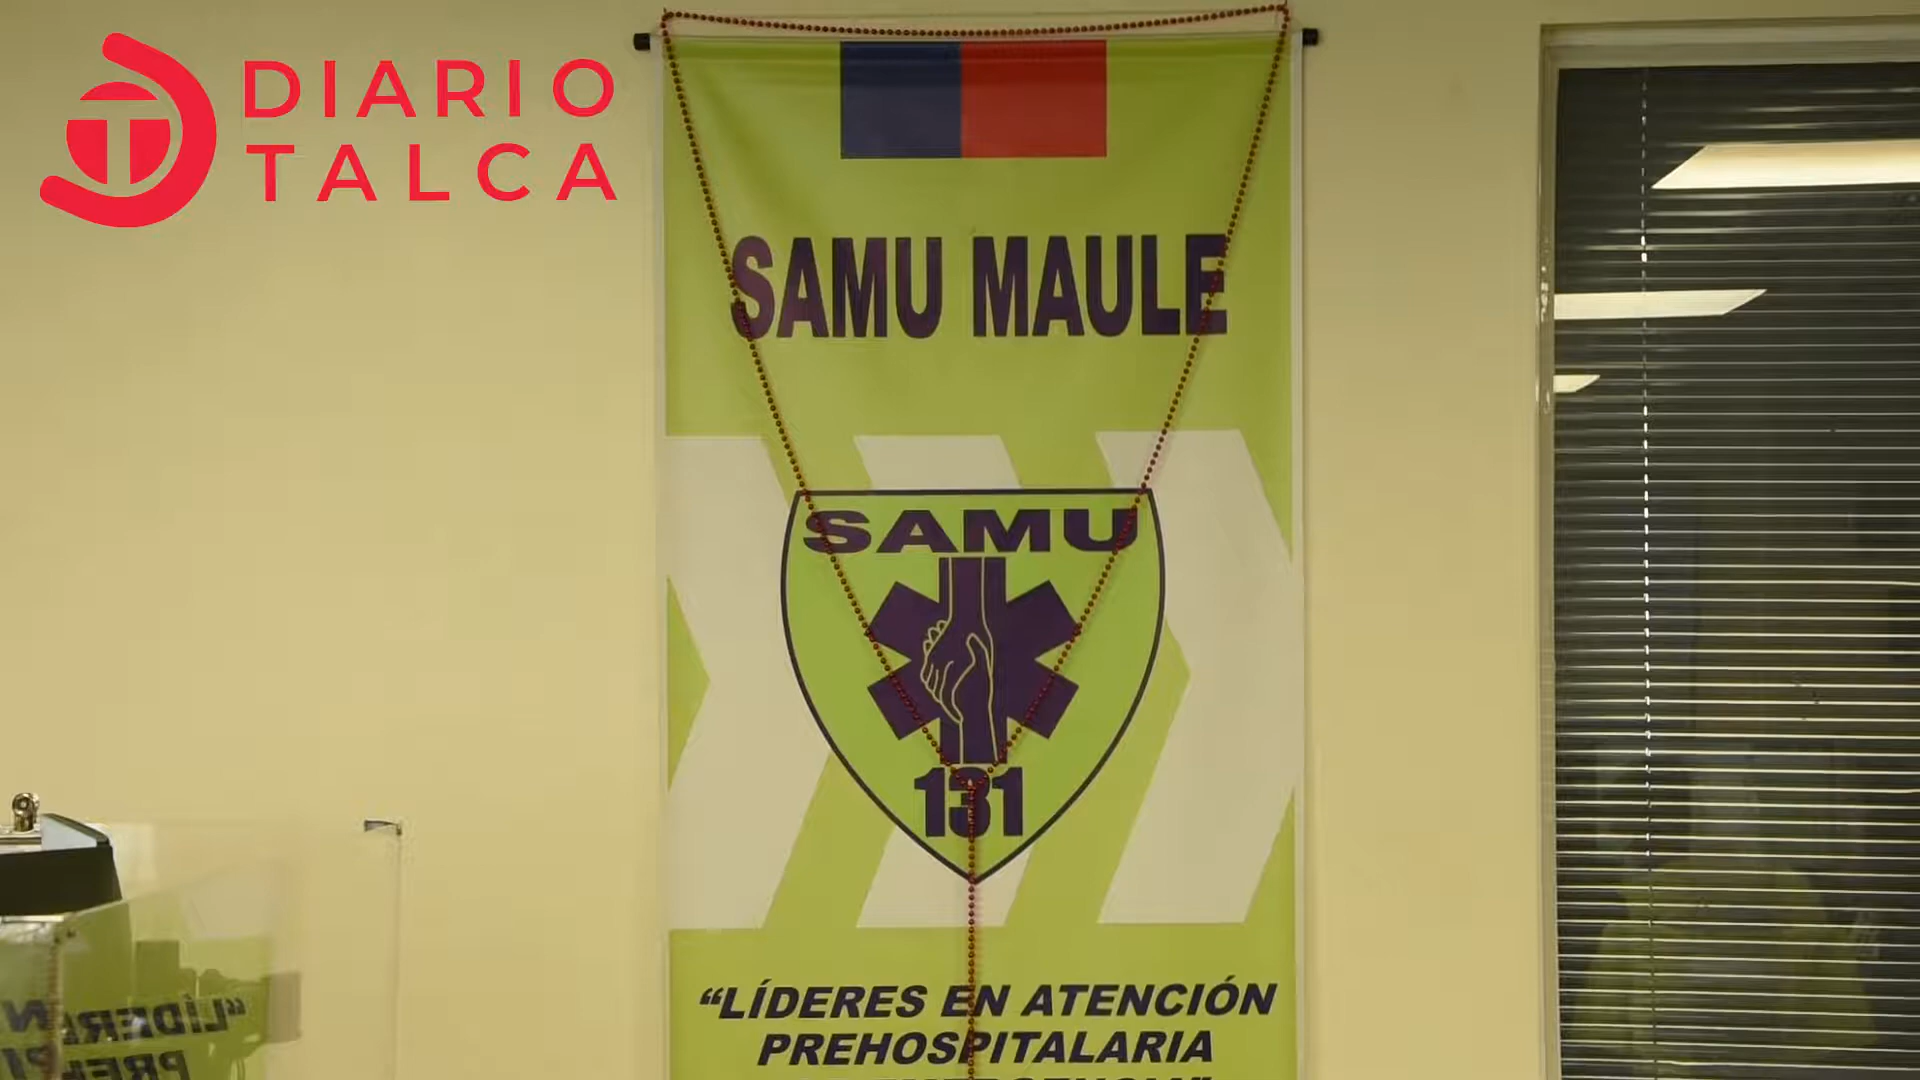 DIARIO
TALCA
SAMU MAULE
SAMU
131
“LÍDERES EN ATENCIÓN
PREHOSPITALARIA